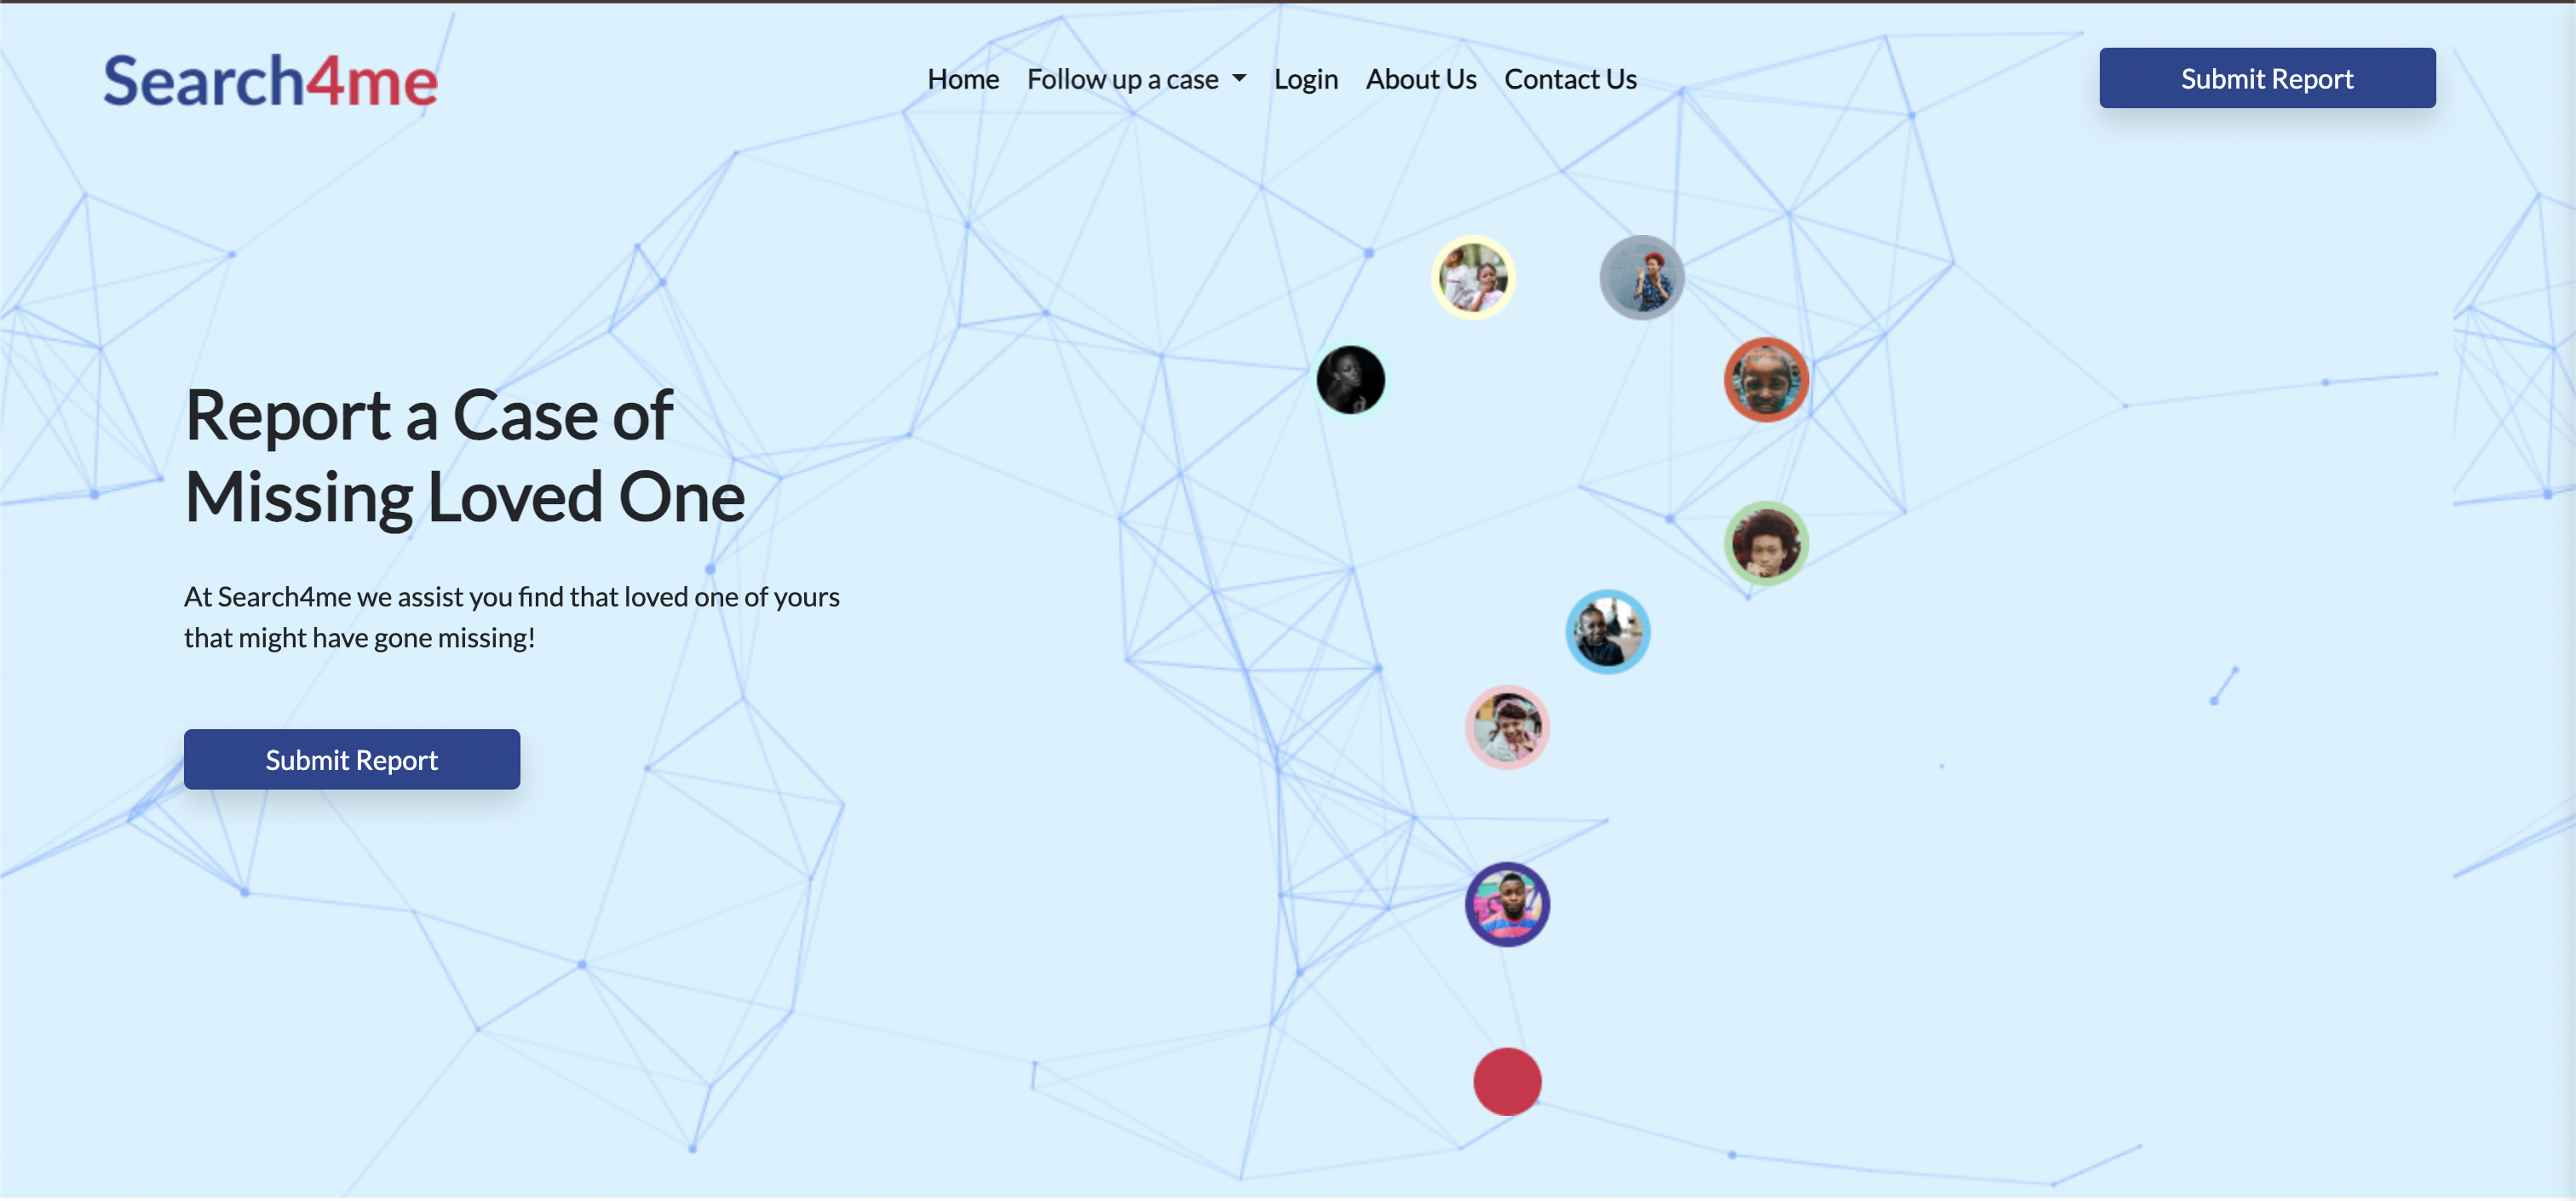 Search4me
Home Follow up a case Login About Us Contact Us
Submit Report
Report a Case of
Missing Loved One
At Search4me we assist you find that loved one of yours
that might have gone missing!
Submit Report